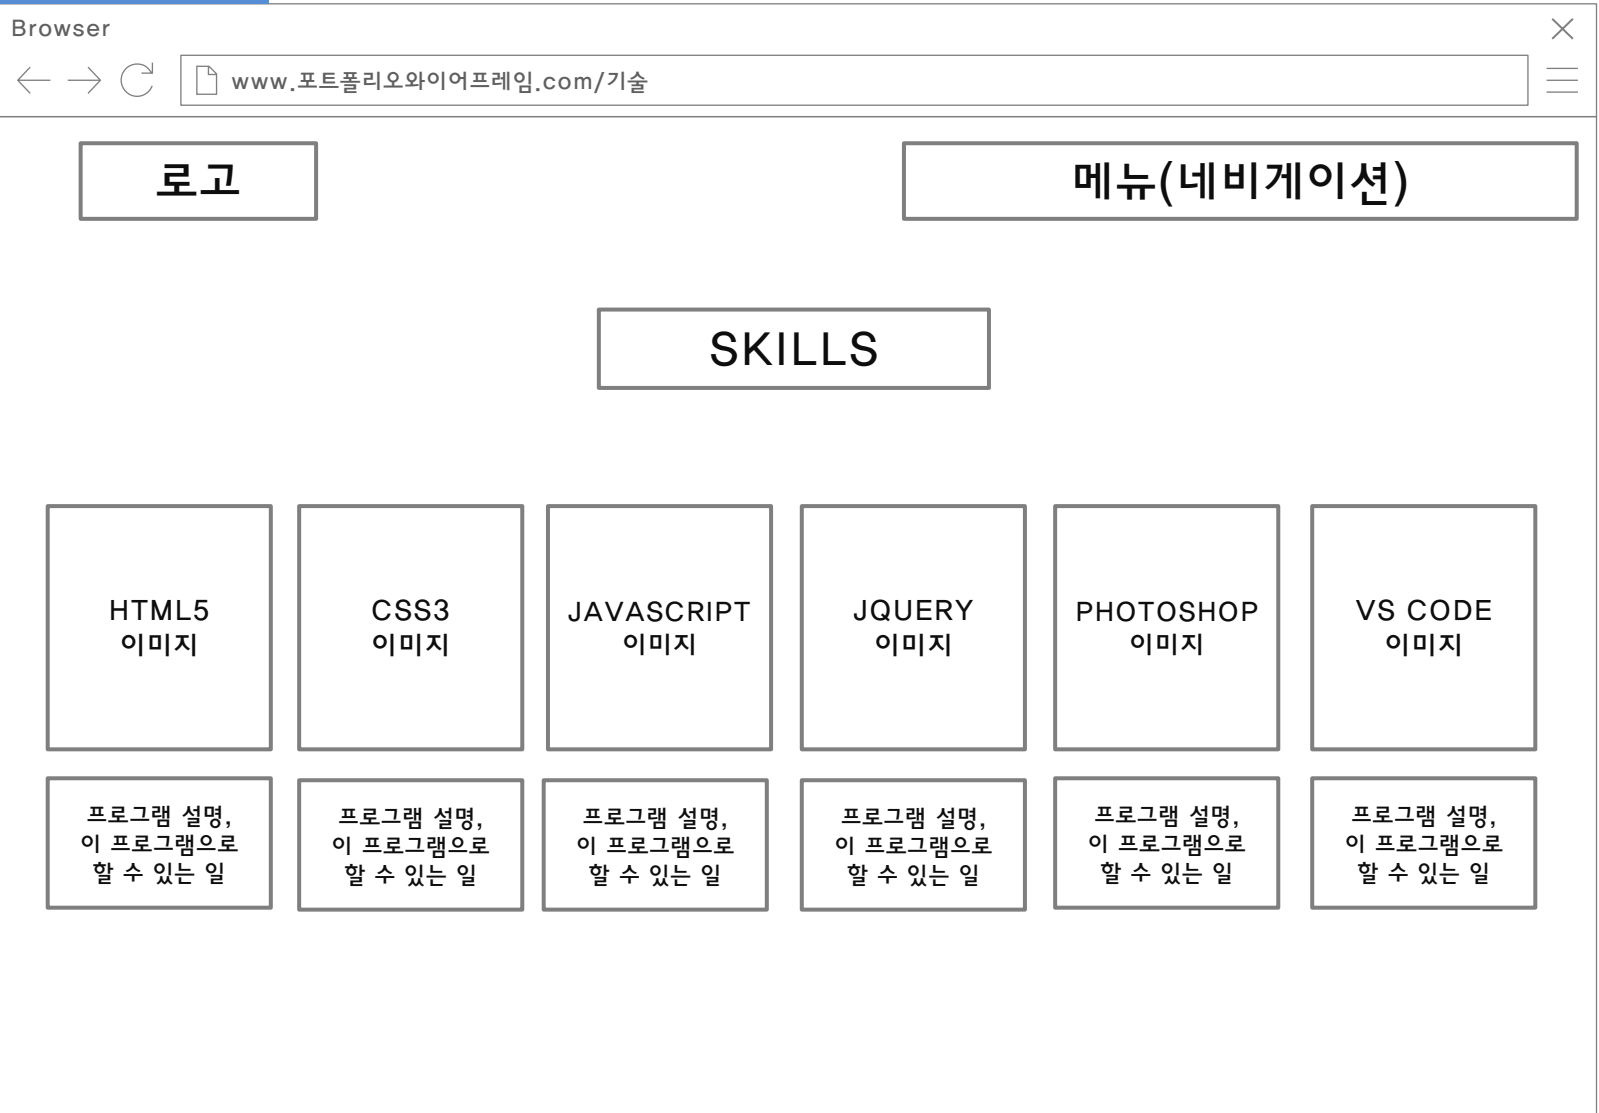 Browser
www.포트폴리오와이어프레임.com/기술
로고
메뉴(네비게이션)
SKILLS
HTML5
이미지
CSS3
이미지
JAVASCRIPT
이미지
JQUERY
이미지
PHOTOSHOP
이미지
VS CODE
이미지
프로그램 설명,
이 프로그램으로
할 수 있는 일
프로그램 설명,
이 프로그램으로
할 수 있는 일
프로그램 설명,
이 프로그램으로
할 수 있는 일
프로그램 설명,
이 프로그램으로
할 수 있는 일
프로그램 설명,
이 프로그램으로
할 수 있는 일
프로그램 설명,
이 프로그램으로
할 수 있는 일